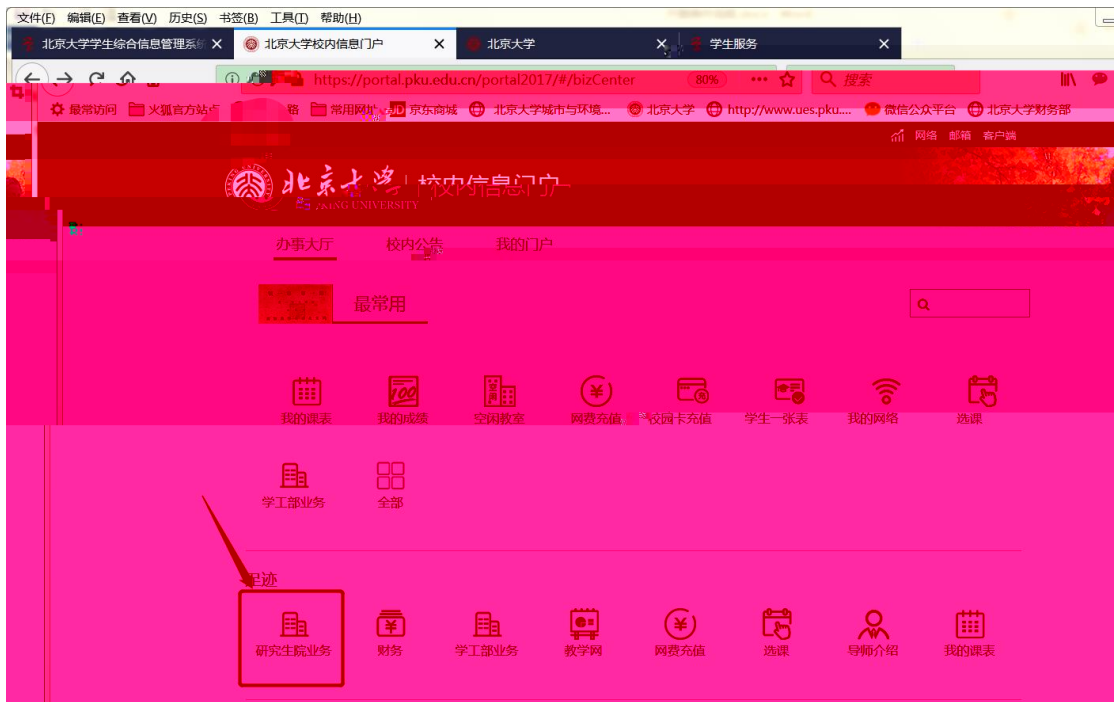 文件(F) 编辑(E) 查看(V) 历史(S) 书签(B) 工具(T) 帮助(H)
北京大学学生综合信息管理系统 北京大学校内信息门户 北京大学 学生服务
https://portal.pku.edu.cn/portal2017/#/bizCenter 80% 搜索
最常访问 火狐官方站点 常用网址 JD 京东商城 北京大学城市与环境... 北京大学 http://www.ues.pku.... 微信公众平台 北京大学财务部
网络 邮箱 客户端
北京大学 校内信息门户
UNIVERSITY
办事大厅 校内公告 我的门户
最常用
我的课表 我的成绩 空闲教室 网费充值 校园卡充值 学生一张表 我的网络 选课
学工部业务 全部
足迹
研究生院业务 财务 学工部业务 教学网 网费充值 选课 导师介绍 我的课表